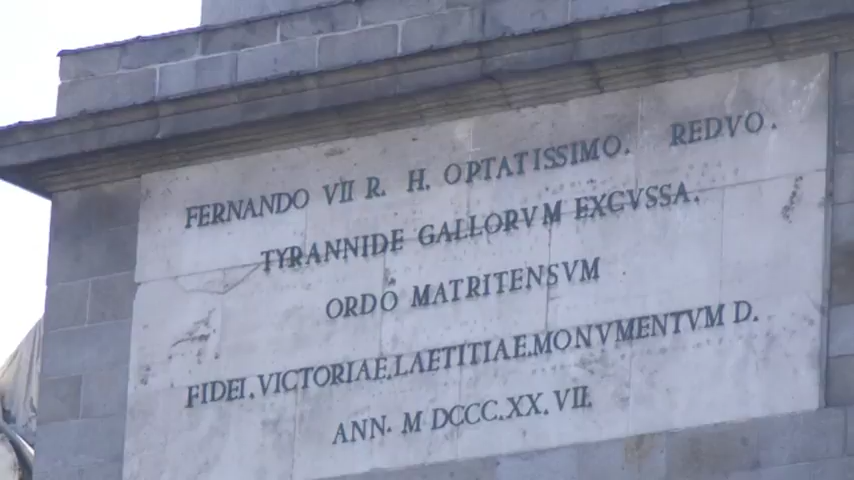 FERNANDO VII R. H. OPTATISSIMO. REDVO.
TYRANNIDE GALLORVM EXCVSSA.
ORDO MATRITENSVM
FIDEI.VICTORIAE.LAETITIAE.MONVMENTVM D.
ANN. M DCCC.XX.VII.